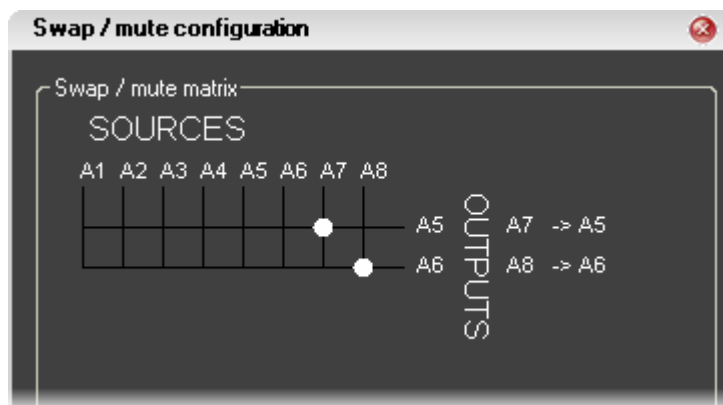 Swap / mute configuration
Swap / mute matrix
SOURCES
A1 A2 A3 A4 A5 A6 A7 A8
A5 A7 -> A5
A6 A8 -> A6
OUTPUTS